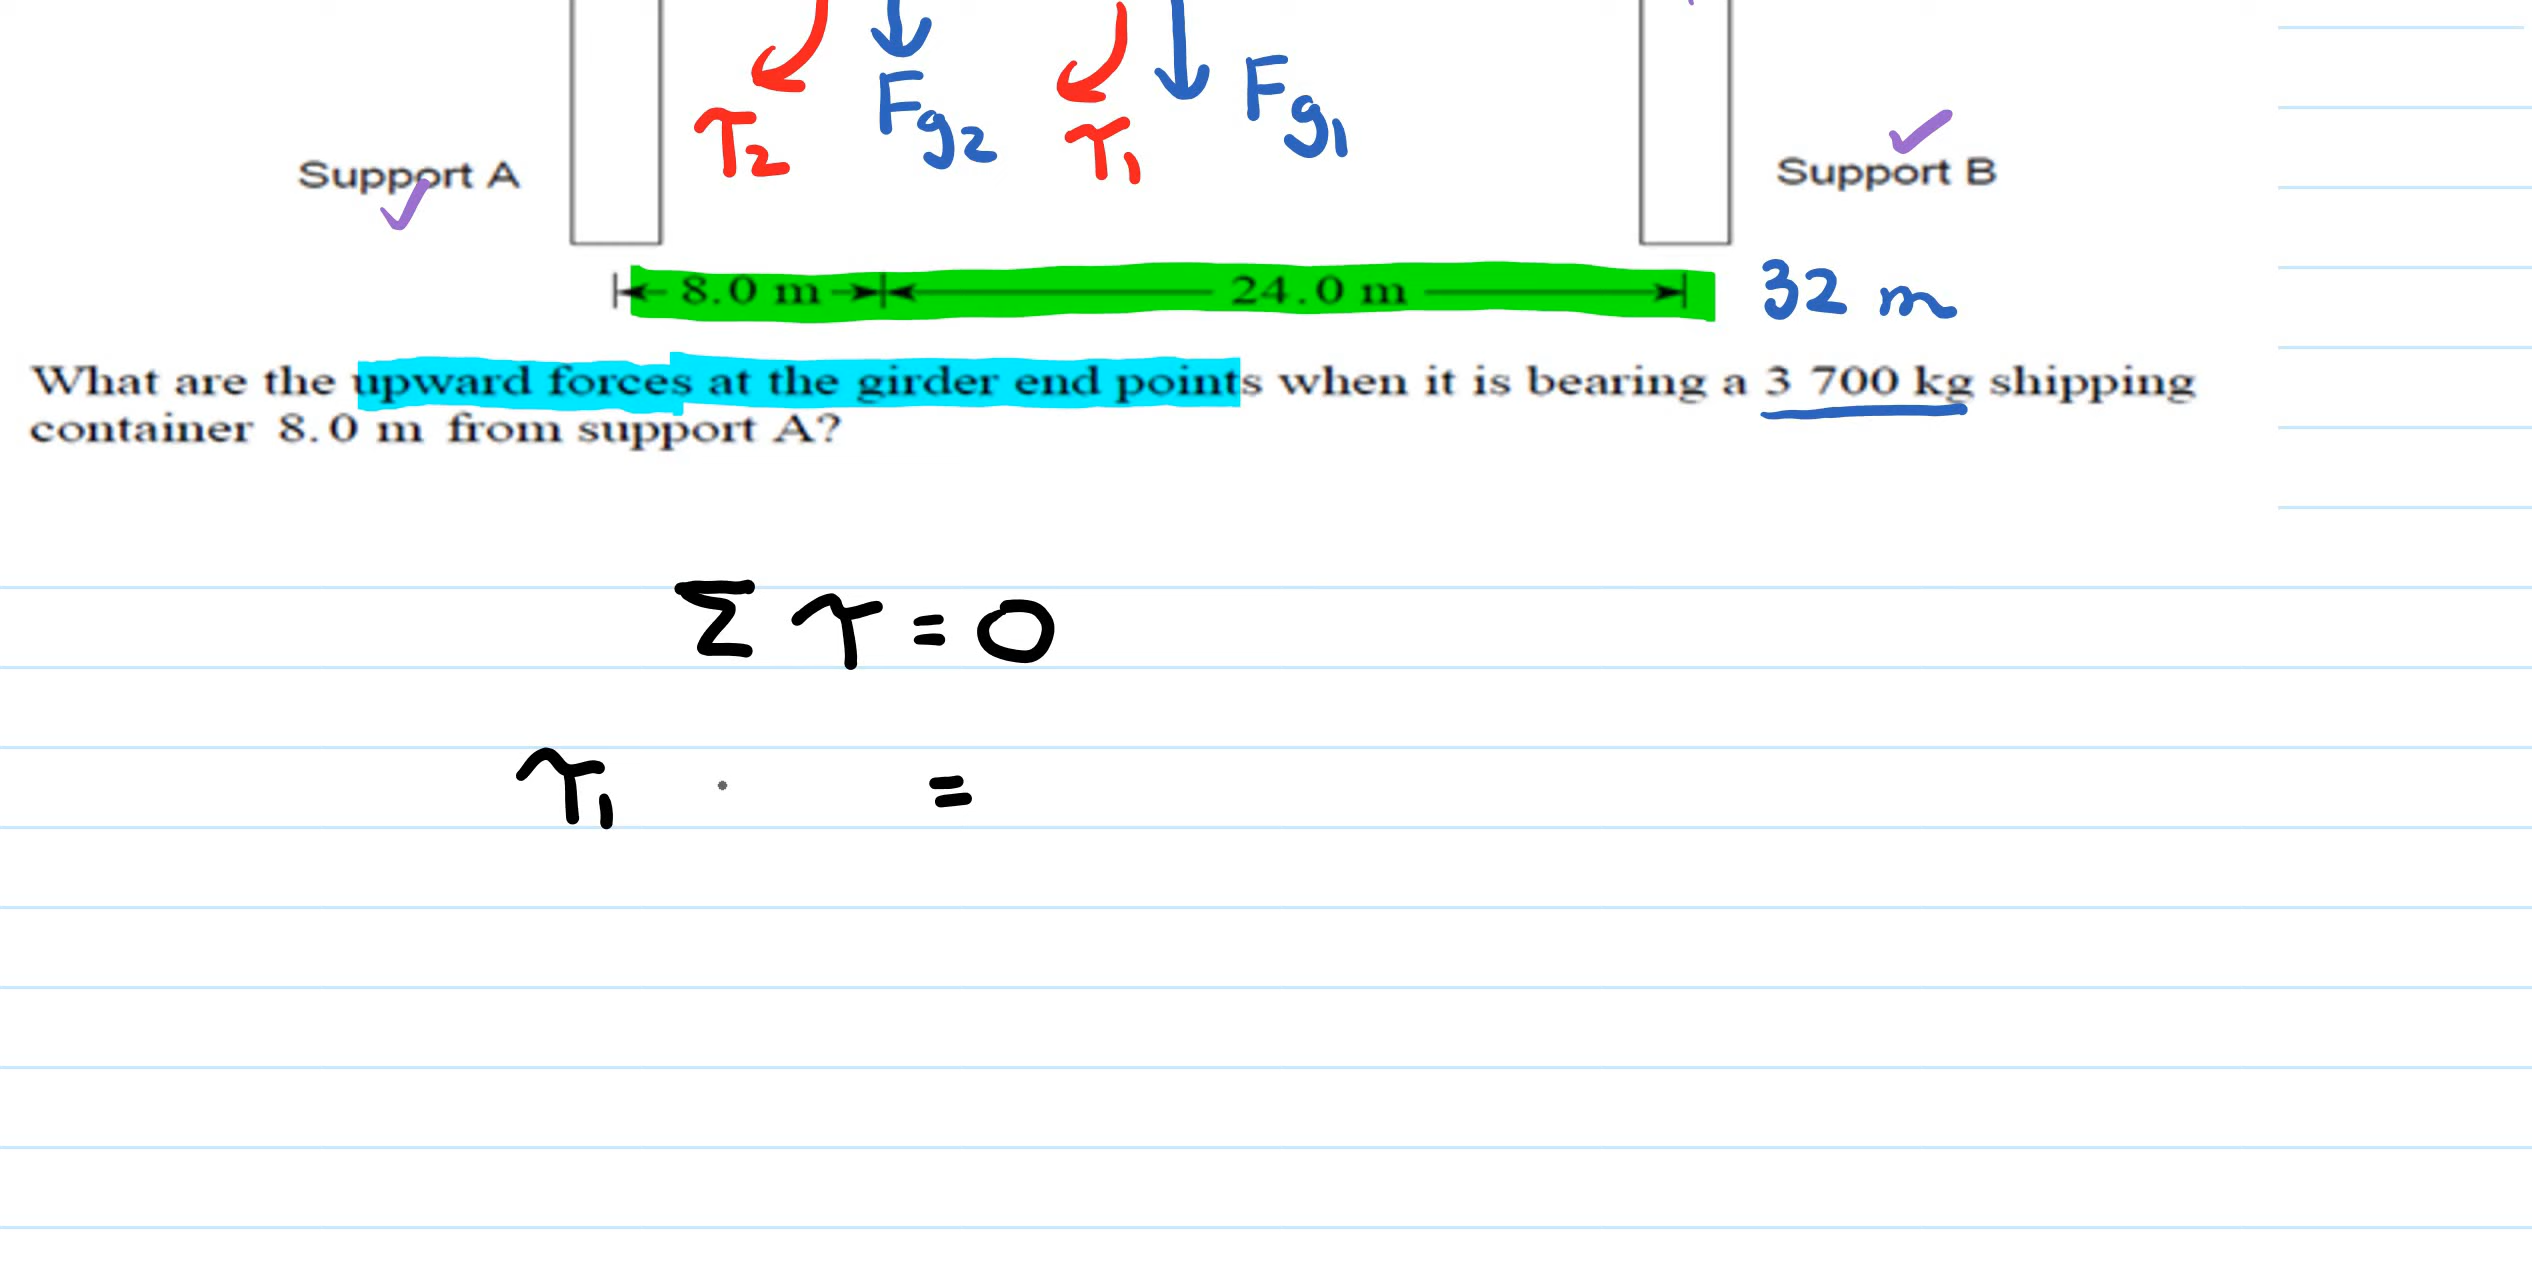 τ₂ Fg₂ τ₁ Fg₁
Support A
Support B
8.0 m 24.0 m 32 m
What are the upward forces at the girder end points when it is bearing a 3 700 kg shipping
container 8.0 m from support A?
Σ τ = 0
τ₁ =